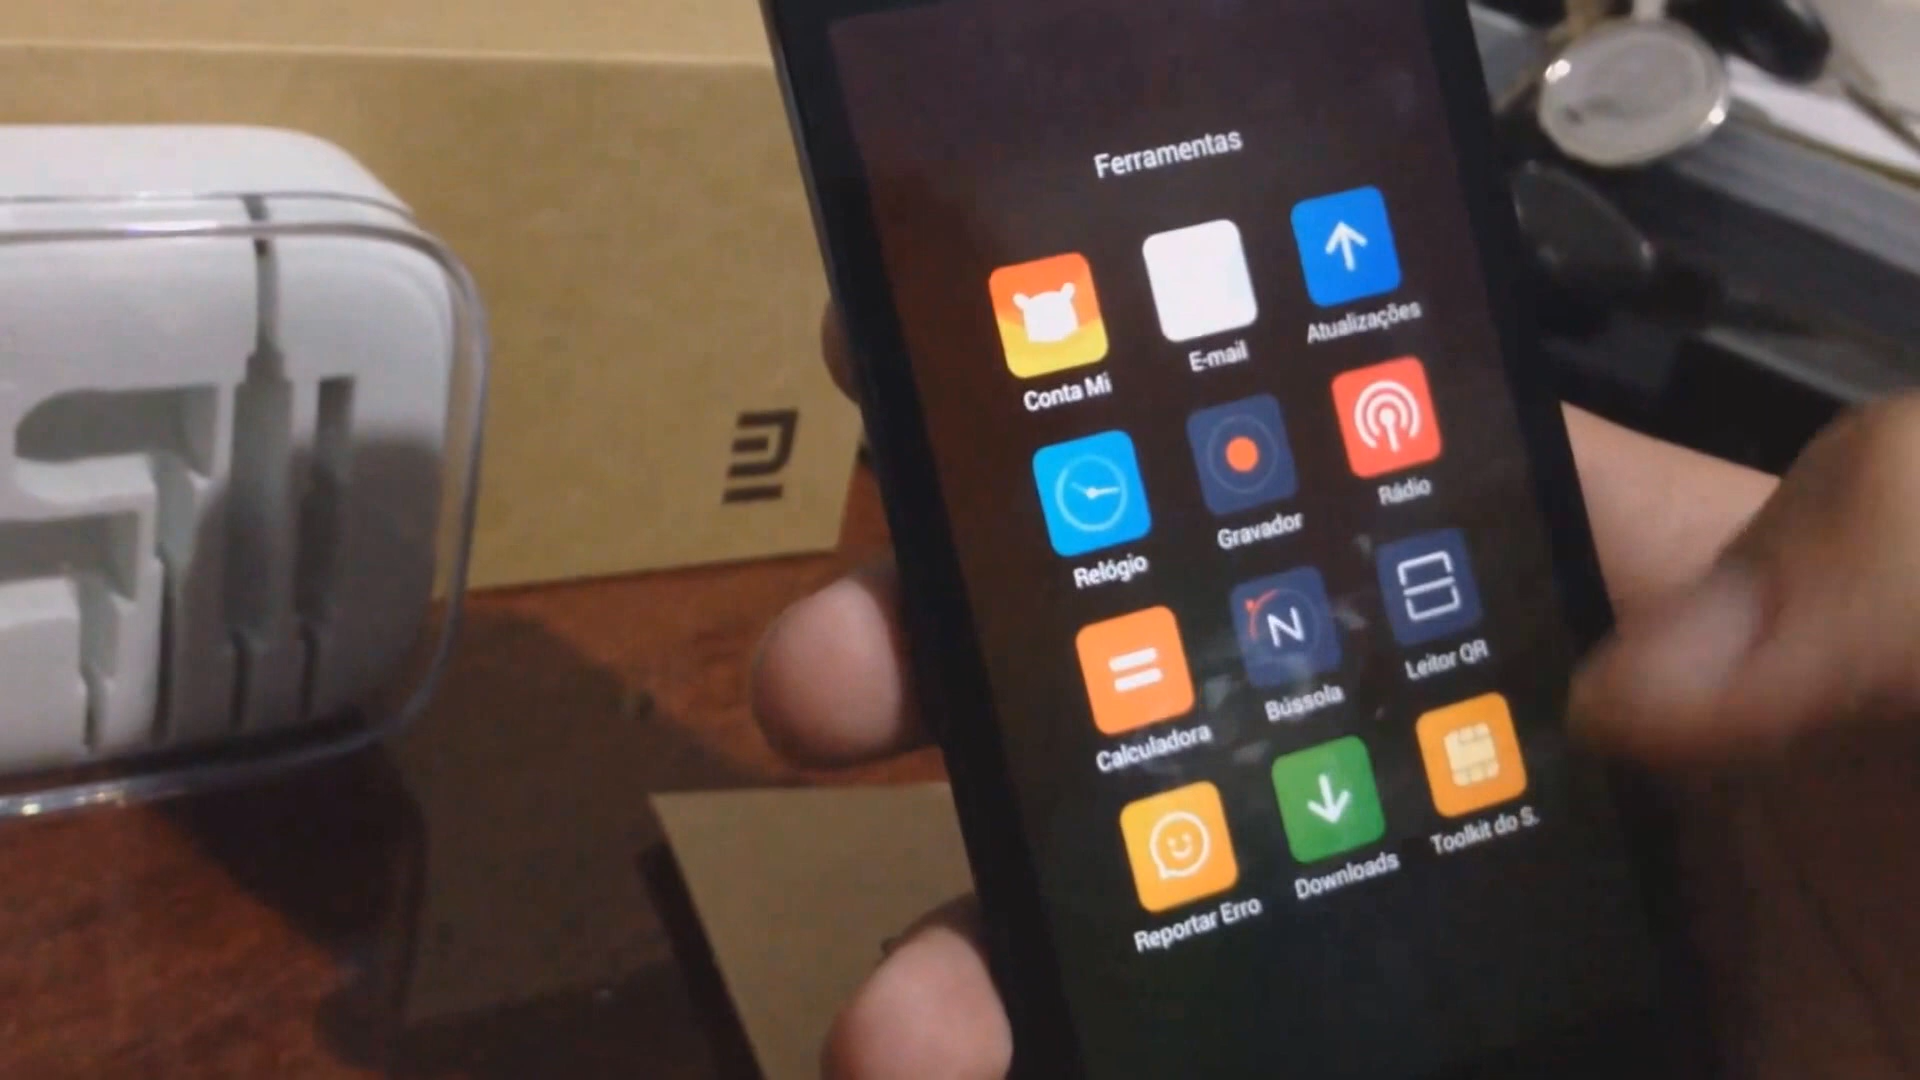 Ferramentas
Conta Mi
E-mail
Atualizações
Relógio
Gravador
Rádio
Calculadora
N
Bússola
Leitor QR
Reportar Erro
Downloads
Toolkit do S.